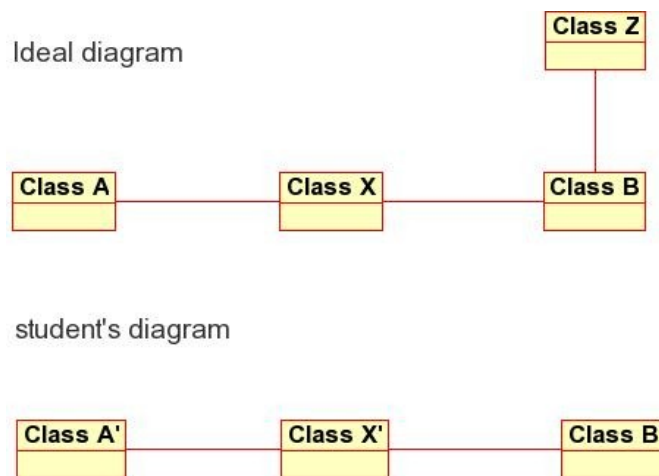 Class Z
Ideal diagram
Class A Class X Class B
student's diagram
Class A' Class X' Class B